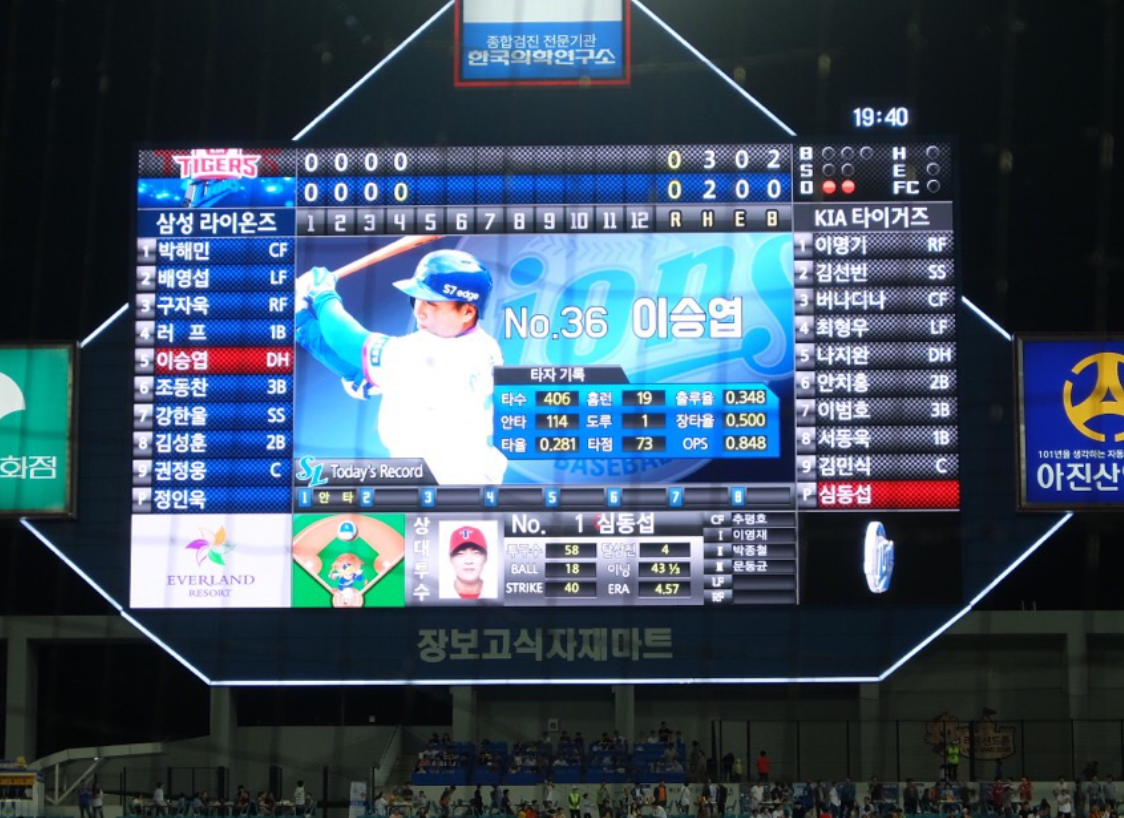 종합검진 전문기관
한국의학연구소
19:40
TIGERS 0 0 0 0 0 3 0 2
Lions 0 0 0 0 0 2 0 0
1 2 3 4 5 6 7 8 9 10 11 12 R H E B
B H
S E
O FC
삼성 라이온즈
1 박해민 CF
2 배영섭 LF
3 구자욱 RF
4 러 프 1B
5 이승엽 DH
6 조동찬 3B
7 강한울 SS
8 김성훈 2B
9 권정웅 C
P 정인욱
S7 edge
No.36 이승엽
타자 기록
타수 406 홈런 19 출루율 0.348
안타 114 도루 1 장타율 0.500
타율 0.281 타점 73 OPS 0.848
BASEBALL
SL Today's Record
1 안 타 2 3 4 5 6 7 8
KIA 타이거즈
1 이명기 RF
2 김선빈 SS
3 버나디나 CF
4 최형우 LF
5 나지완 DH
6 안치홍 2B
7 이범호 3B
8 서동욱 1B
9 김민식 C
P 심동섭
EVERLAND
RESORT
상대투수
No. 1 심동섭
투구수 58 탈삼진 4
BALL 18 이닝 43 ⅓
STRIKE 40 ERA 4.57
CF 추평호
I 이영재
II 박종철
III 문동균
LF
RF
장보고식자재마트
화점
101년을 생각하는 자동
아진산